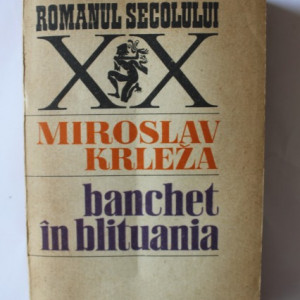 ROMANUL SECOLULUI
XX
MIROSLAV
KRLEŽA
banchet
în blituania